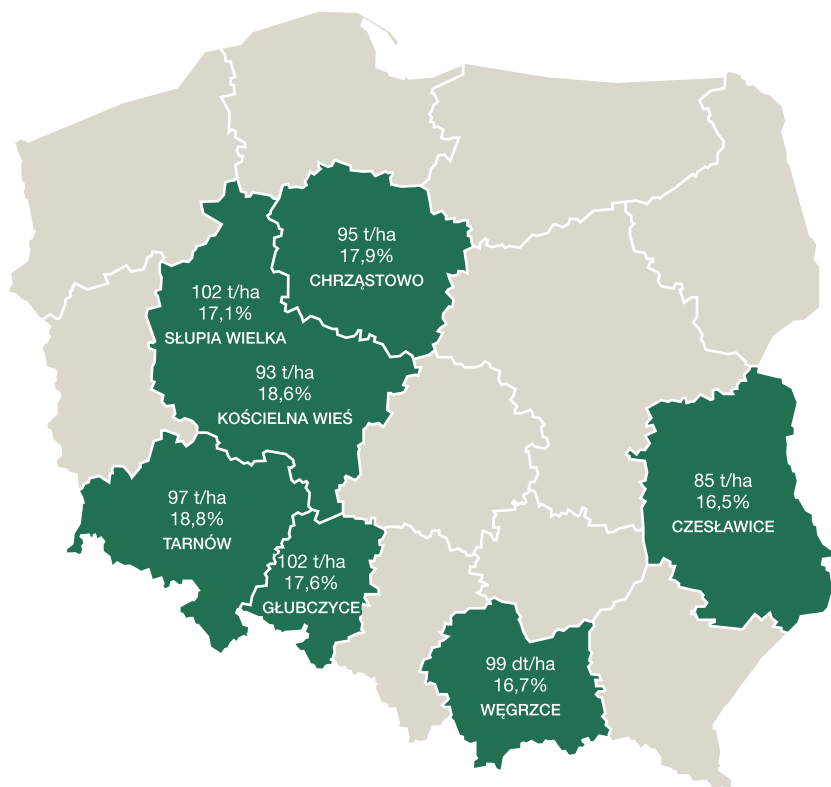 95 t/ha
17,9%
CHRZĄSTOWO
102 t/ha
17,1%
SŁUPIA WIELKA
93 t/ha
18,6%
KOŚCIELNA WIEŚ
97 t/ha
18,8%
TARNÓW
102 t/ha
17,6%
GŁUBCZYCE
85 t/ha
16,5%
CZESŁAWICE
99 dt/ha
16,7%
WĘGRZCE